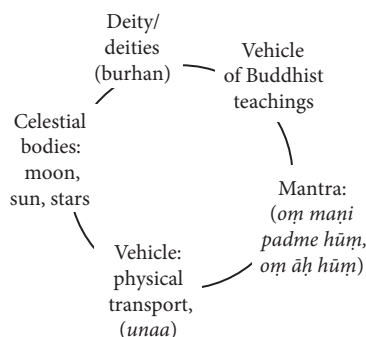 Deity/
deities
(burhan)
Vehicle
of Buddhist
teachings
Mantra:
(oṃ maṇi
padme hūṃ,
oṃ āḥ hūṃ)
Vehicle:
physical
transport,
(unaa)
Celestial
bodies:
moon,
sun, stars